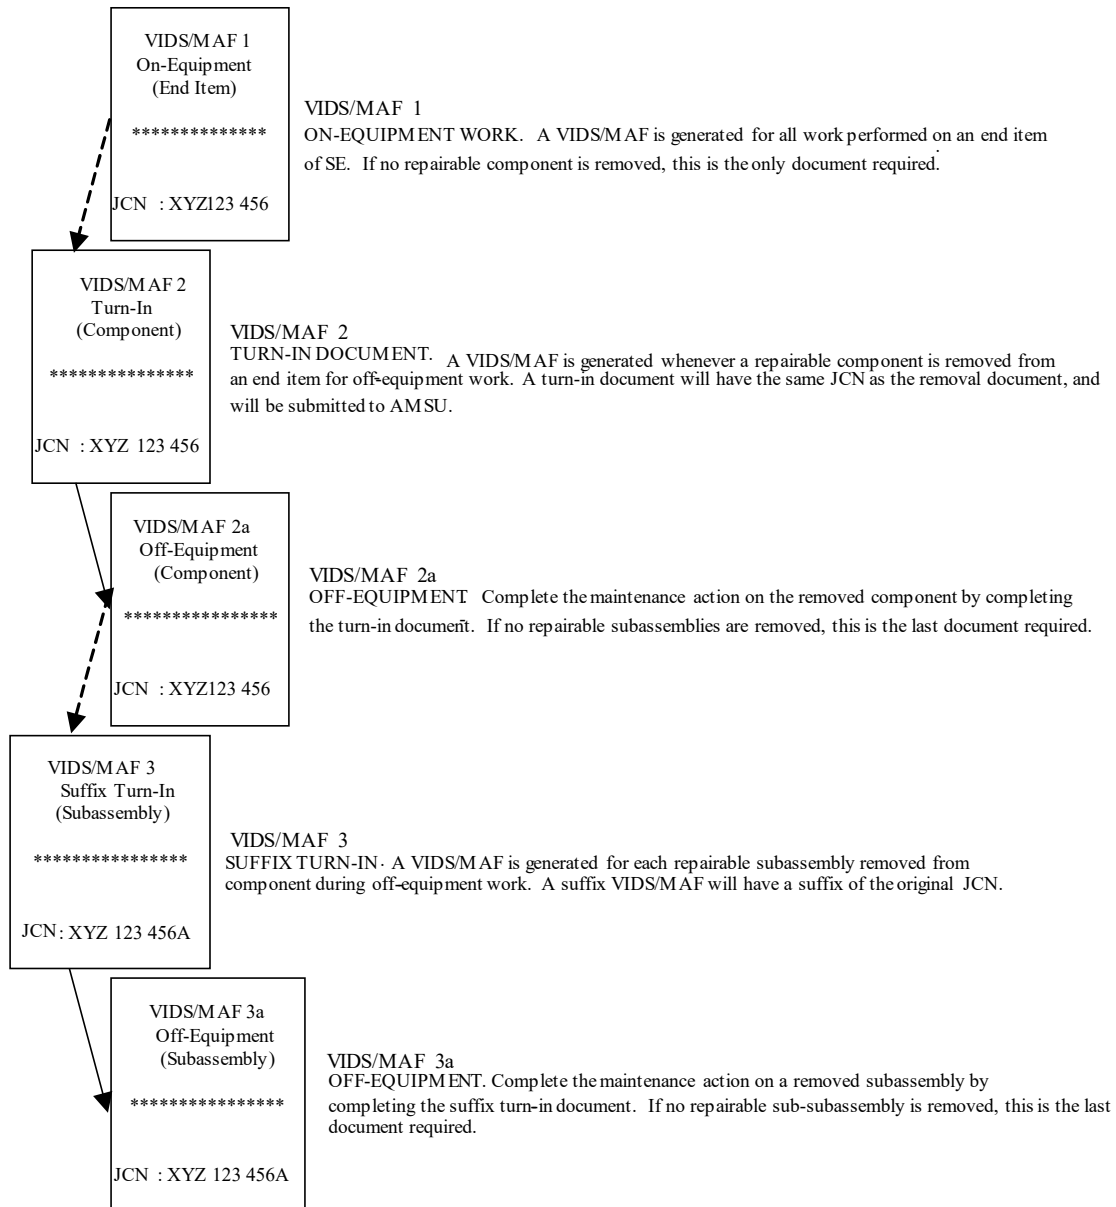 VIDS/MAF 1
On-Equipment
(End Item)
**************
JCN : XYZ123 456
VIDS/MAF 1
ON-EQUIPMENT WORK. A VIDS/MAF is generated for all work performed on an end item
of SE. If no repairable component is removed, this is the only document required.
VIDS/MAF 2
Turn-In
(Component)
***************
JCN : XYZ 123 456
VIDS/MAF 2
TURN-IN DOCUMENT. A VIDS/MAF is generated whenever a repairable component is removed from
an end item for off-equipment work. A turn-in document will have the same JCN as the removal document, and
will be submitted to AMSU.
VIDS/MAF 2a
Off-Equipment
(Component)
****************
JCN : XYZ123 456
VIDS/MAF 2a
OFF-EQUIPMENT. Complete the maintenance action on the removed component by completing
the turn-in document. If no repairable subassemblies are removed, this is the last document required.
VIDS/MAF 3
Suffix Turn-In
(Subassembly)
****************
JCN: XYZ 123 456A
VIDS/MAF 3
SUFFIX TURN-IN. A VIDS/MAF is generated for each repairable subassembly removed from
component during off-equipment work. A suffix VIDS/MAF will have a suffix of the original JCN.
VIDS/MAF 3a
Off-Equipment
(Subassembly)
****************
JCN : XYZ 123 456A
VIDS/MAF 3a
OFF-EQUIPMENT. Complete the maintenance action on a removed subassembly by
completing the suffix turn-in document. If no repairable sub-subassembly is removed, this is the last
document required.